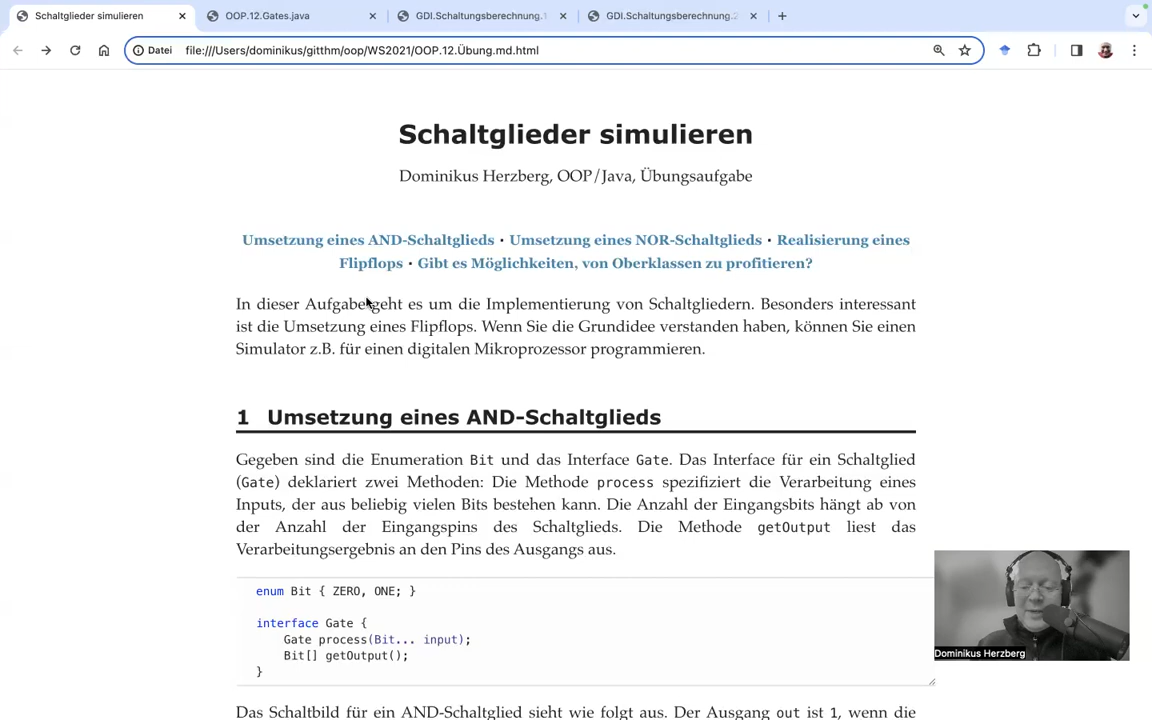 Schaltglieder simulieren
OOP.12.Gates.java
GDI.Schaltungsberechnung.1
GDI.Schaltungsberechnung.2
Datei
file:///Users/dominikus/gitthm/oop/WS2021/OOP.12.Übung.md.html
Schaltglieder simulieren
Dominikus Herzberg, OOP/Java, Übungsaufgabe
Umsetzung eines AND-Schaltglieds · Umsetzung eines NOR-Schaltglieds · Realisierung eines
Flipflops · Gibt es Möglichkeiten, von Oberklassen zu profitieren?
In dieser Aufgabe geht es um die Implementierung von Schaltgliedern. Besonders interessant
ist die Umsetzung eines Flipflops. Wenn Sie die Grundidee verstanden haben, können Sie einen
Simulator z.B. für einen digitalen Mikroprozessor programmieren.
1 Umsetzung eines AND-Schaltglieds
Gegeben sind die Enumeration Bit und das Interface Gate. Das Interface für ein Schaltglied
(Gate) deklariert zwei Methoden: Die Methode process spezifiziert die Verarbeitung eines
Inputs, der aus beliebig vielen Bits bestehen kann. Die Anzahl der Eingangsbits hängt ab von
der Anzahl der Eingangspins des Schaltglieds. Die Methode getOutput liest das
Verarbeitungsergebnis an den Pins des Ausgangs aus.
enum Bit { ZERO, ONE; }
interface Gate {
Gate process(Bit... input);
Bit[] getOutput();
}
Dominikus Herzberg
Das Schaltbild für ein AND-Schaltglied sieht wie folgt aus. Der Ausgang out ist 1, wenn die